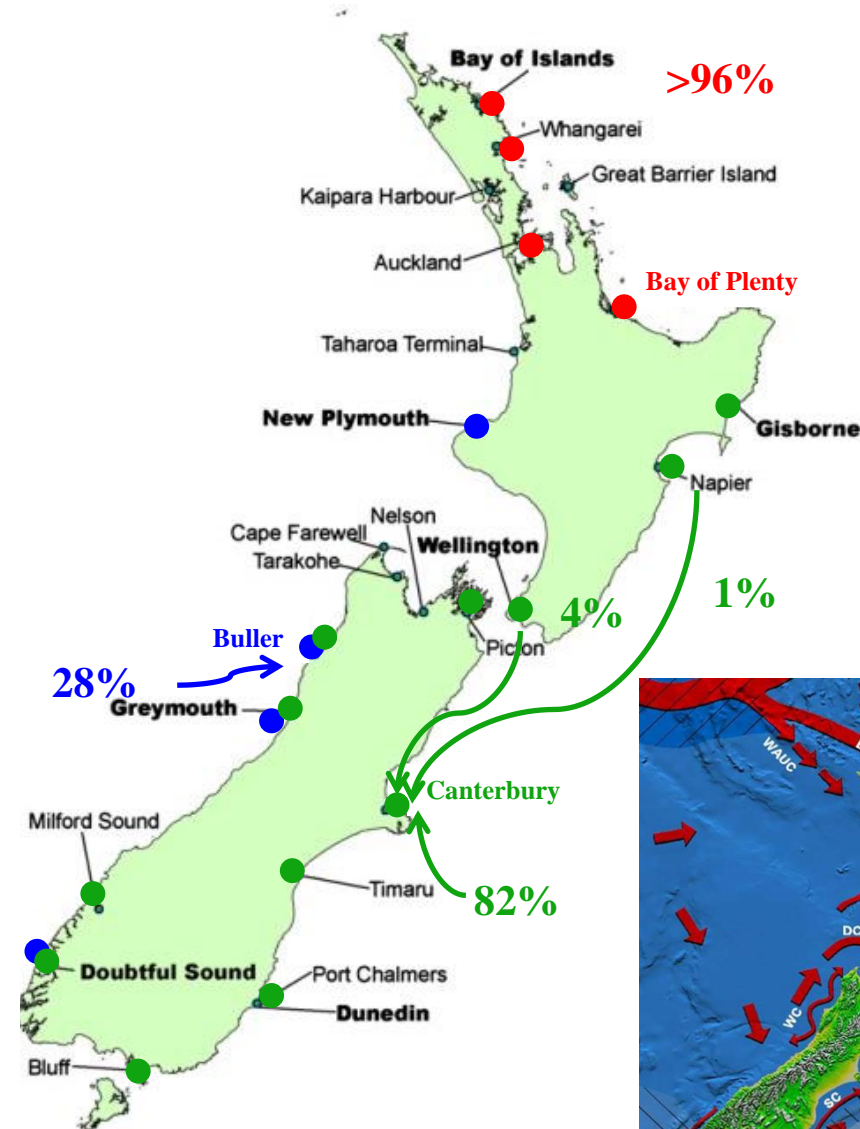 Bay of Islands
>96%
Whangarei
Great Barrier Island
Kaipara Harbour
Auckland
Bay of Plenty
Taharoa Terminal
New Plymouth
Gisborne
Napier
Nelson
Cape Farewell
Wellington
Tarakohe
1%
4%
Buller
Picton
28%
Greymouth
WAUC
Canterbury
Milford Sound
Timaru
82%
WC
Doubtful Sound
Port Chalmers
Dunedin
Bluff
SC